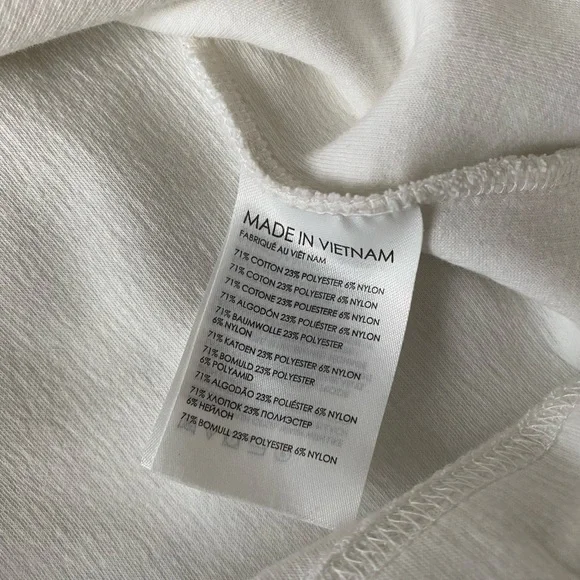 MADE IN VIETNAM
FABRIQUÉ AU VIÊT NAM
71% COTTON 23% POLYESTER 6% NYLON
71% COTON 23% POLYESTER 6% NYLON
71% COTONE 23% POLIESTERE 6% NYLON
71% ALGODÓN 23% POLIÉSTER 6% NYLON
71% BAUMWOLLE 23% POLYESTER
6% NYLON
71% KATOEN 23% POLYESTER 6% NYLON
71% BOMULD 23% POLYESTER
6% POLYAMID
71% ALGODÃO 23% POLIÉSTER 6% NYLON
71% ХЛОПОК 23% ПОЛИЭСТЕР
6% НЕЙЛОН
71% BOMULL 23% POLYESTER 6% NYLON